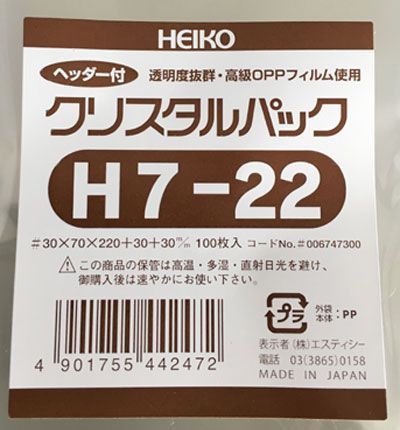 HEIKO
ヘッダー付 透明度抜群・高級OPPフィルム使用
クリスタルパック
H7-22
#30×70×220+30+30m/m 100枚入 コードNo.#006747300
⚠この商品の保管は高温・多湿・直射日光を避け、
御購入後は速やかにお使い下さい。
プラ 外袋 本体 :PP
表示者(株)エスティシー
電話 03(3865)0158
MADE IN JAPAN
4 901755 442472